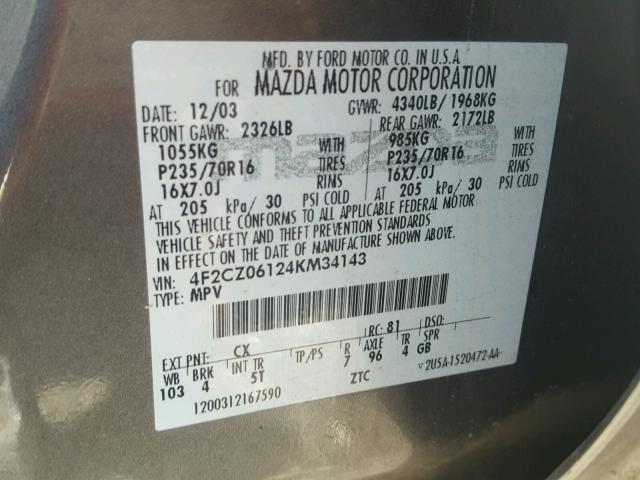 MFD. BY FORD MOTOR CO. IN U.S.A.
FOR MAZDA MOTOR CORPORATION
DATE: 12/03 GVWR: 4340LB/ 1968KG
FRONT GAWR: 2326LB REAR GAWR: 2172LB
1055KG WITH 985KG WITH
P235/70R16 TIRES P235/70R16 TIRES
16X7.0J RIMS 16X7.0J RIMS
AT 205 kPa/ 30 PSI COLD AT 205 kPa/ 30 PSI COLD
THIS VEHICLE CONFORMS TO ALL APPLICABLE FEDERAL MOTOR
VEHICLE SAFETY AND THEFT PREVENTION STANDARDS
IN EFFECT ON THE DATE OF MANUFACTURE SHOWN ABOVE.
VIN: 4F2CZ06124KM34143
TYPE: MPV
EXT PNT: CX RC: 81 DSO:
WB BRK INT TR TP/PS R AXLE TR SPR
103 4 5T 7 96 4 GB
ZTC
1200312167590
V 2U5A-1520472-AA
mazda